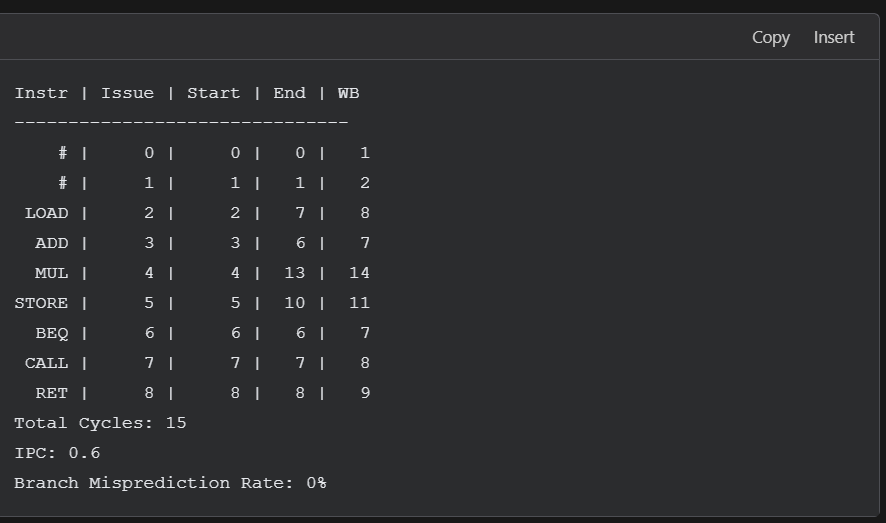 Copy Insert
Instr | Issue | Start | End | WB
-------------------------------
# | 0 | 0 | 0 | 1
# | 1 | 1 | 1 | 2
LOAD | 2 | 2 | 7 | 8
ADD | 3 | 3 | 6 | 7
MUL | 4 | 4 | 13 | 14
STORE | 5 | 5 | 10 | 11
BEQ | 6 | 6 | 6 | 7
CALL | 7 | 7 | 7 | 8
RET | 8 | 8 | 8 | 9
Total Cycles: 15
IPC: 0.6
Branch Misprediction Rate: 0%